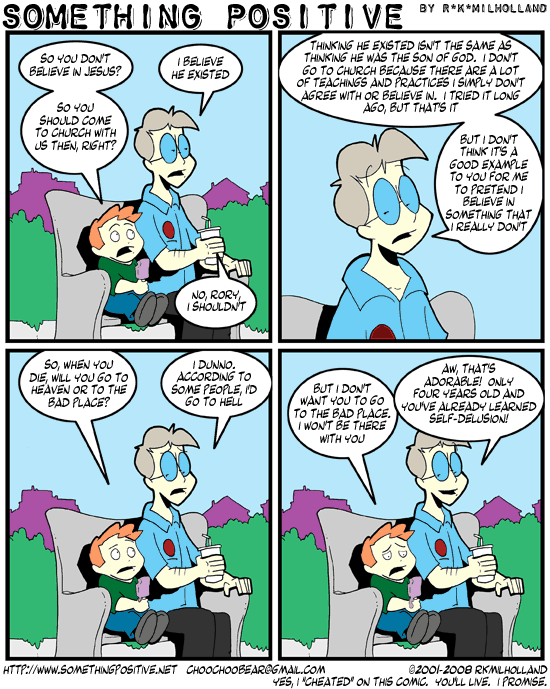 SOMETHING POSITIVE BY R*K*MILHOLLAND
SO YOU DON'T
BELIEVE IN JESUS?
I BELIEVE
HE EXISTED
SO YOU
SHOULD COME
TO CHURCH WITH
US THEN, RIGHT?
NO, RORY,
I SHOULDN'T
THINKING HE EXISTED ISN'T THE SAME AS
THINKING HE WAS THE SON OF GOD. I DON'T
GO TO CHURCH BECAUSE THERE ARE A LOT
OF TEACHINGS AND PRACTICES I SIMPLY DON'T
AGREE WITH OR BELIEVE IN. I TRIED IT LONG
AGO, BUT THAT'S IT
BUT I DON'T
THINK IT'S A
GOOD EXAMPLE
TO YOU FOR ME
TO PRETEND I
BELIEVE IN
SOMETHING THAT
I REALLY DON'T
SO, WHEN YOU
DIE, WILL YOU GO TO
HEAVEN OR TO THE
BAD PLACE?
I DUNNO.
ACCORDING TO
SOME PEOPLE, I'D
GO TO HELL
BUT I DON'T
WANT YOU TO GO
TO THE BAD PLACE.
I WON'T BE THERE
WITH YOU
AW, THAT'S
ADORABLE! ONLY
FOUR YEARS OLD AND
YOU'VE ALREADY LEARNED
SELF-DELUSION!
HTTP://WWW.SOMETHINGPOSITIVE.NET CHOOCHOOBEAR@GMAIL.COM ©2001-2008 RKMILHOLLAND
YES, I "CHEATED" ON THIS COMIC. YOU'LL LIVE. I PROMISE.